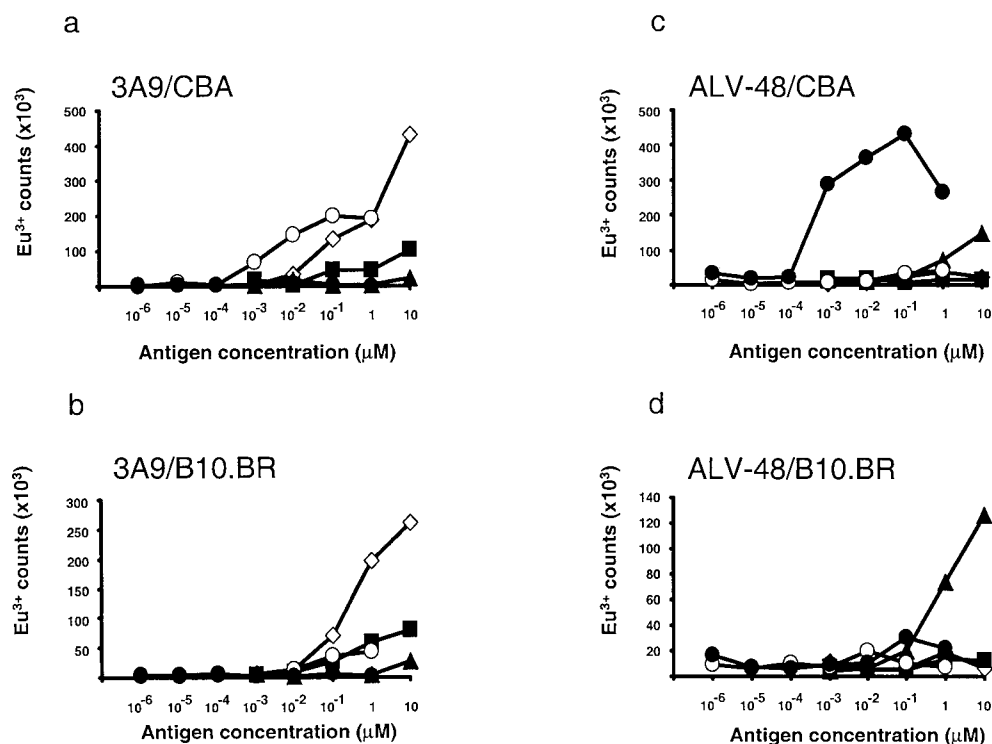 a
3A9/CBA
Eu³⁺ counts (x10³)
500
400
300
200
100
10⁻⁶ 10⁻⁵ 10⁻⁴ 10⁻³ 10⁻² 10⁻¹ 1 10
Antigen concentration (μM)
b
3A9/B10.BR
Eu³⁺ counts (x10³)
300
250
200
150
100
50
10⁻⁶ 10⁻⁵ 10⁻⁴ 10⁻³ 10⁻² 10⁻¹ 1 10
Antigen concentration (μM)
c
ALV-48/CBA
Eu³⁺ counts (x10³)
500
400
300
200
100
10⁻⁶ 10⁻⁵ 10⁻⁴ 10⁻³ 10⁻² 10⁻¹ 1 10
Antigen concentration (μM)
d
ALV-48/B10.BR
Eu³⁺ counts (x10³)
140
120
100
80
60
40
20
10⁻⁶ 10⁻⁵ 10⁻⁴ 10⁻³ 10⁻² 10⁻¹ 1 10
Antigen concentration (μM)